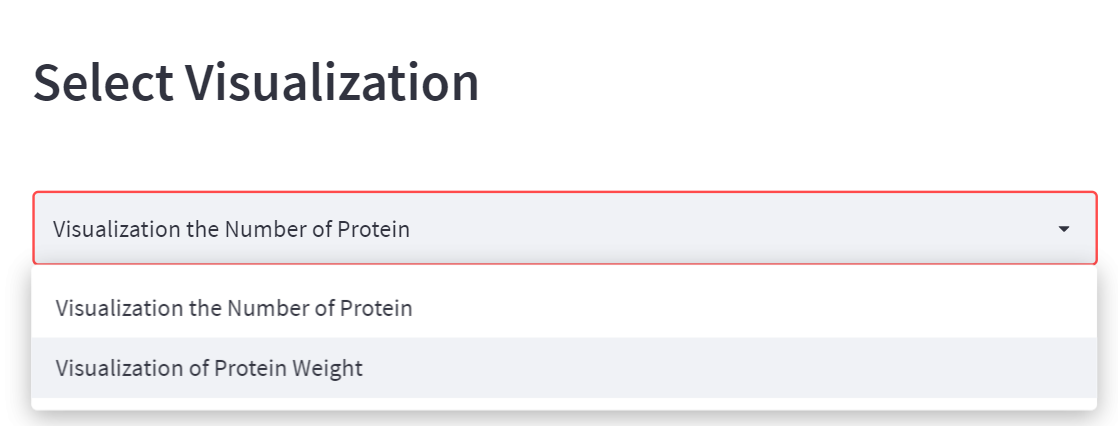 Select Visualization
Visualization the Number of Protein
Visualization the Number of Protein
Visualization of Protein Weight